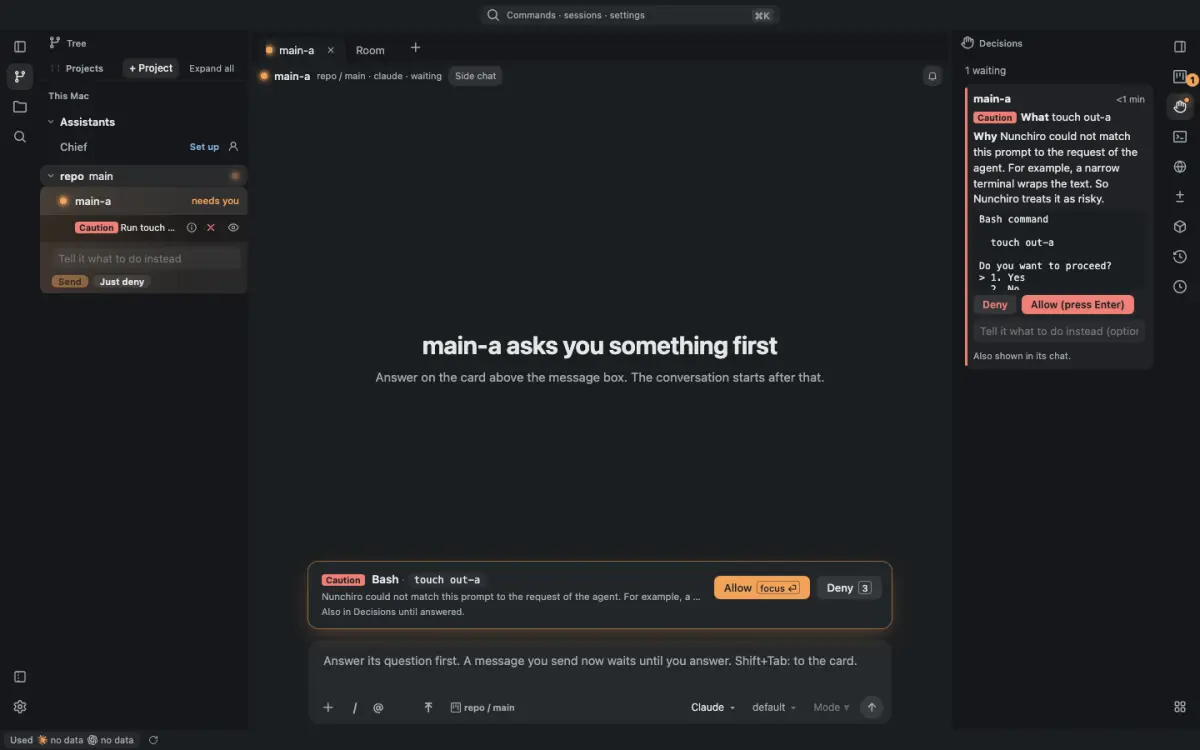 Commands · sessions · settings ⌘K
Tree
Projects + Project Expand all
This Mac
Assistants
Chief Set up
repo main
main-a needs you
Caution Run touch ...
Tell it what to do instead
Send Just deny
main-a × Room +
main-a repo / main · claude · waiting Side chat
main-a asks you something first
Answer on the card above the message box. The conversation starts after that.
Caution Bash · touch out-a
Nunchiro could not match this prompt to the request of the agent. For example, a ...
Also in Decisions until answered.
Allow focus ⏎ Deny 3
Answer its question first. A message you send now waits until you answer. Shift+Tab: to the card.
+ / @ repo / main Claude default Mode
Decisions
1 waiting
main-a <1 min
Caution What touch out-a
Why Nunchiro could not match
this prompt to the request of the
agent. For example, a narrow
terminal wraps the text. So
Nunchiro treats it as risky.
Bash command
touch out-a
Do you want to proceed?
> 1. Yes
2. No
Deny Allow (press Enter)
Tell it what to do instead (option
Also shown in its chat.
1
Used no data no data